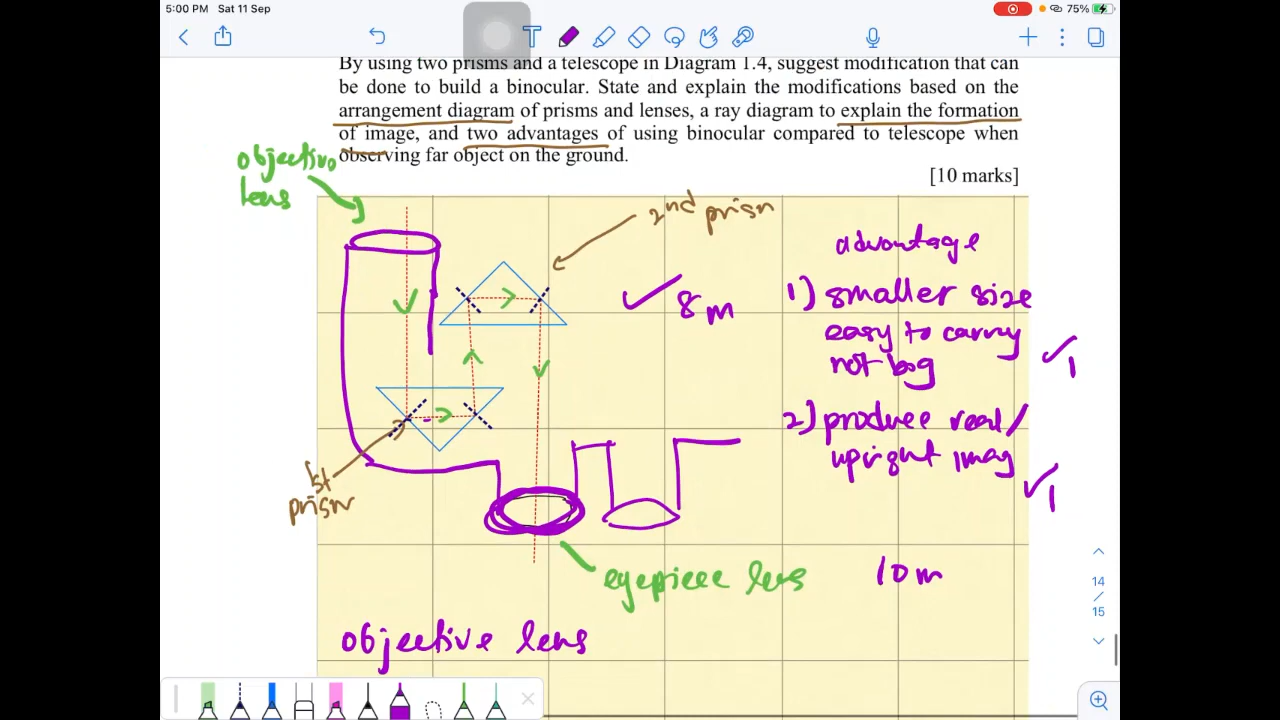 5:00 PM Sat 11 Sep
75%
By using two prisms and a telescope in Diagram 1.4, suggest modification that can
be done to build a binocular. State and explain the modifications based on the
arrangement diagram of prisms and lenses, a ray diagram to explain the formation
of image, and two advantages of using binocular compared to telescope when
observing far object on the ground.
[10 marks]
objective
lens
2nd prism
8m
advantage
1) smaller size
easy to carry
not big
1
2) produce real/
upright imag
1
1st
prism
eyepiece lens
10 m
objective lens
14
/
15
T